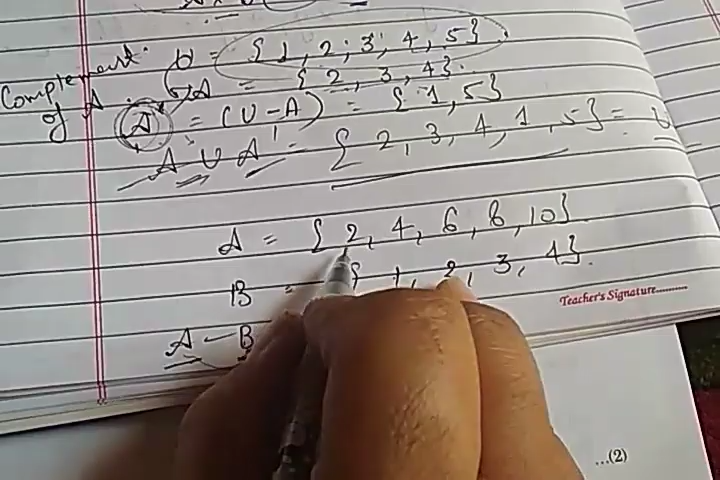 Complement of A.
U = {1, 2, 3, 4, 5}.
A = {2, 3, 4}.
A' = (U - A) = {1, 5}
A ∪ A' = {2, 3, 4, 1, 5} = U
A = {2, 4, 6, 8, 10}
B = { 1, 2, 3, 4}.
Teacher's Signature..........
A - B
...(2)